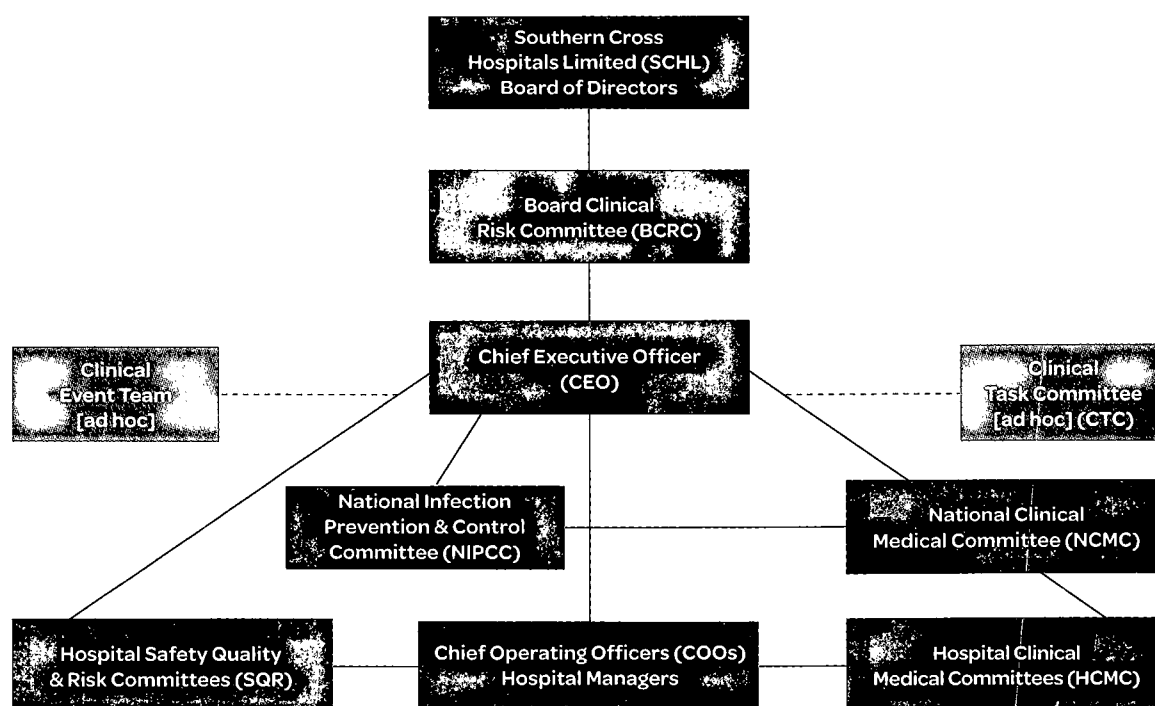 Southern Cross
Hospitals Limited (SCHL)
Board of Directors
Board Clinical
Risk Committee (BCRC)
Chief Executive Officer
(CEO)
Clinical
Event Team
[ad hoc]
Clinical
Task Committee
[ad hoc] (CTC)
National Infection
Prevention & Control
Committee (NIPCC)
National Clinical
Medical Committee (NCMC)
Hospital Safety Quality
& Risk Committees (SQR)
Chief Operating Officers (COOs)
Hospital Managers
Hospital Clinical
Medical Committees (HCMC)